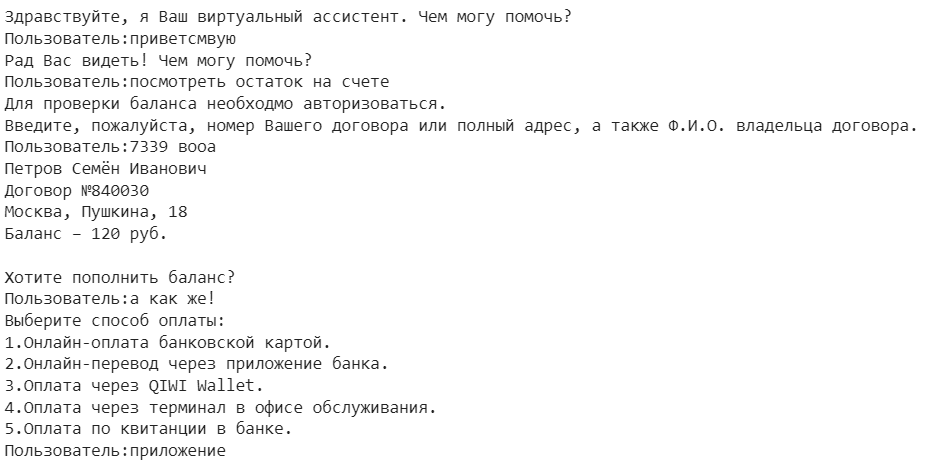 Здравствуйте, я Ваш виртуальный ассистент. Чем могу помочь?
Пользователь:приветсмвую
Рад Вас видеть! Чем могу помочь?
Пользователь:посмотреть остаток на счете
Для проверки баланса необходмо авторизоваться.
Введите, пожалуйста, номер Вашего договора или полный адрес, а также Ф.И.О. владельца договора.
Пользователь:7339 вооа
Петров Семён Иванович
Договор №840030
Москва, Пушкина, 18
Баланс – 120 руб.
Хотите пополнить баланс?
Пользователь:а как же!
Выберите способ оплаты:
1.Онлайн-оплата банковской картой.
2.Онлайн-перевод через приложение банка.
3.Оплата через QIWI Wallet.
4.Оплата через терминал в офисе обслуживания.
5.Оплата по квитанции в банке.
Пользователь:приложение